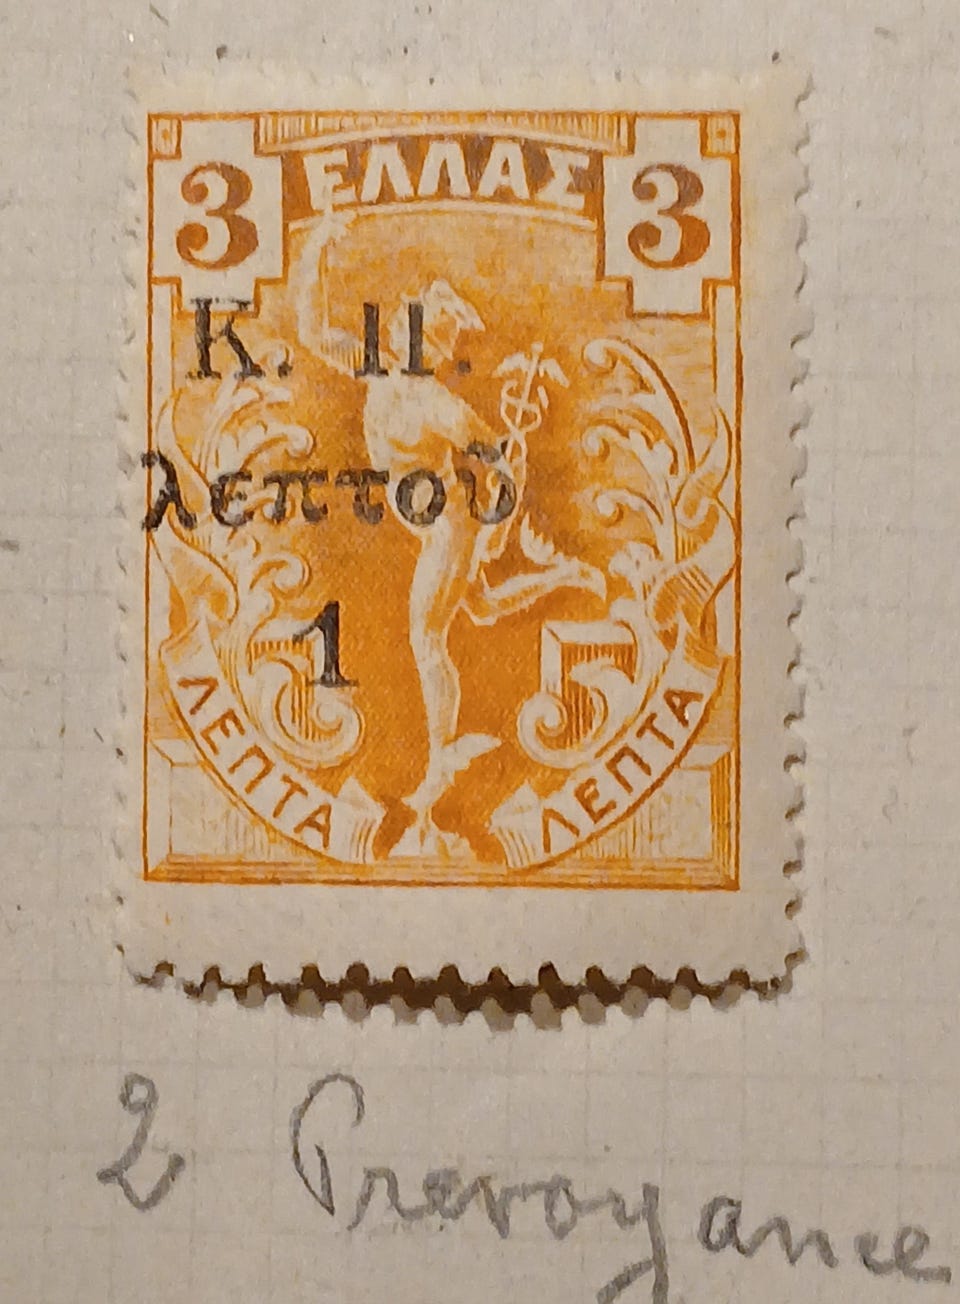 3 ΕΛΛΑΣ 3
Κ. Π.
λεπτοῦ
1
ΛΕΠΤΑ ΛΕΠΤΑ
2 Prevoyance